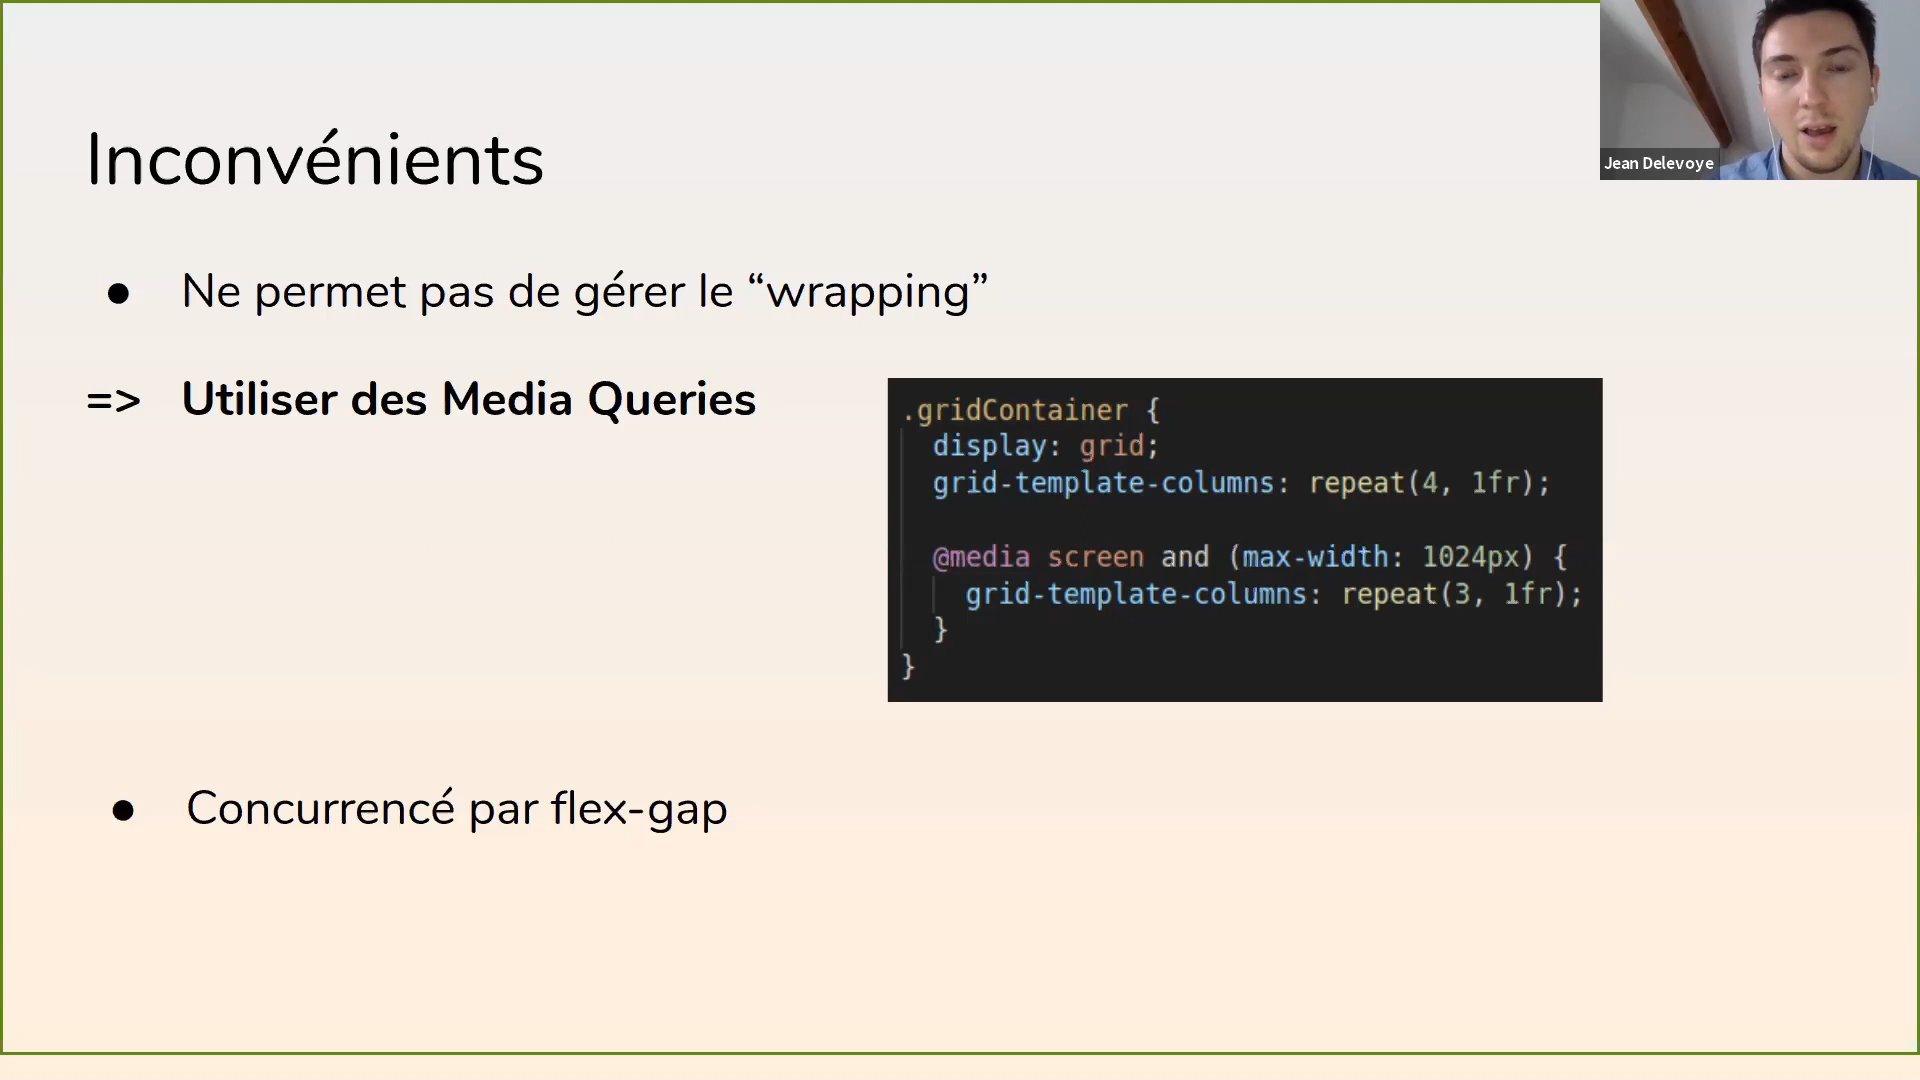 Inconvénients
● Ne permet pas de gérer le “wrapping”
=> Utiliser des Media Queries
.gridContainer {
display: grid;
grid-template-columns: repeat(4, 1fr);
@media screen and (max-width: 1024px) {
grid-template-columns: repeat(3, 1fr);
}
}
● Concurrencé par flex-gap
Jean Delevoye